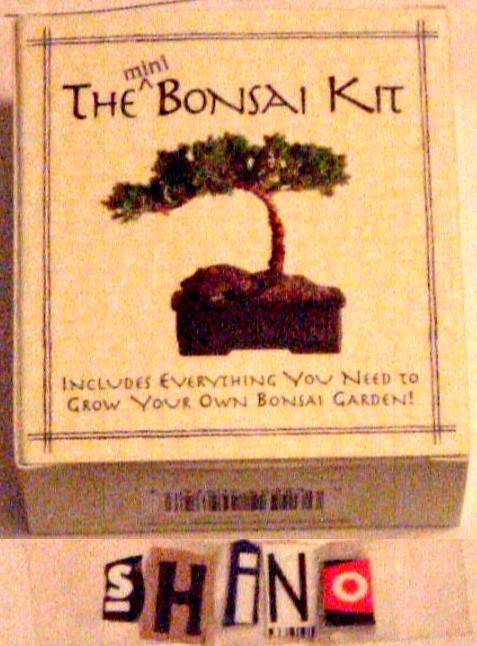 mini
THE ^ BONSAI KIT
INCLUDES EVERYTHING YOU NEED TO
GROW YOUR OWN BONSAI GARDEN!
SHiNO